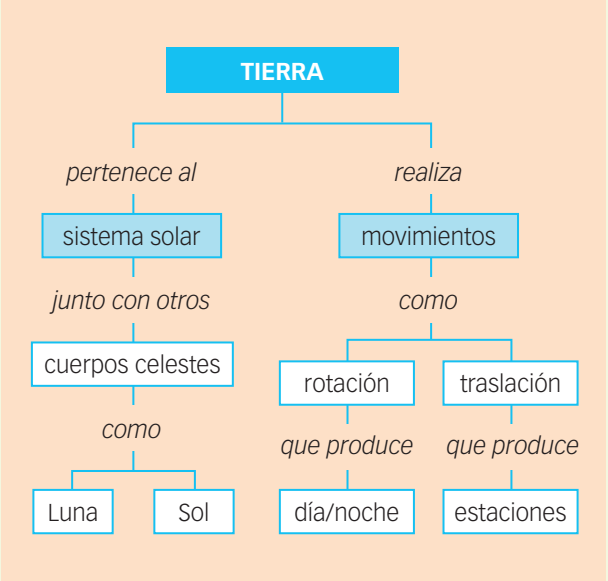 TIERRA
pertenece al
realiza
sistema solar
movimientos
junto con otros
como
cuerpos celestes
rotación
traslación
como
que produce
que produce
Luna
Sol
día/noche
estaciones